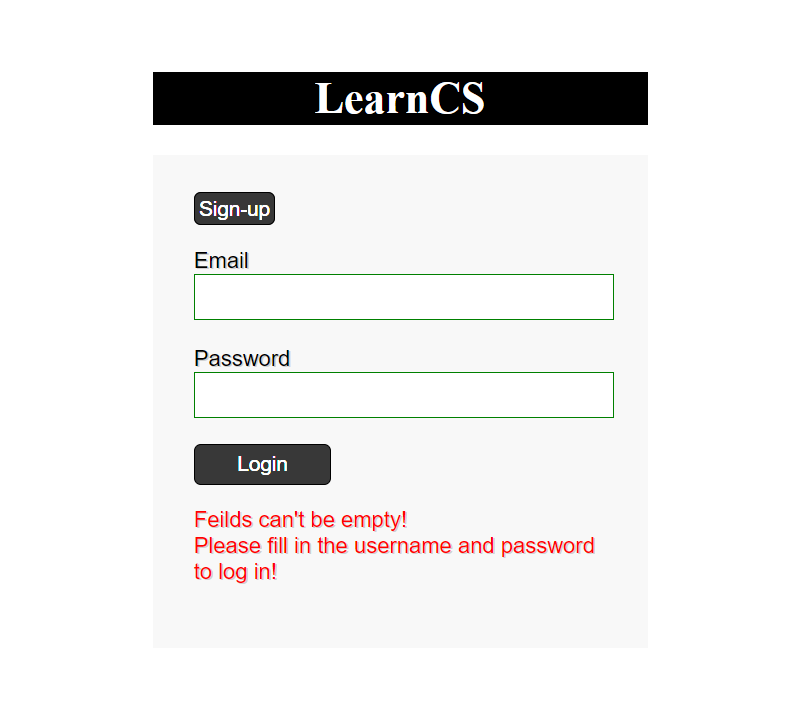 LearnCS
Sign-up
Email
Password
Login
Feilds can't be empty!
Please fill in the username and password
to log in!